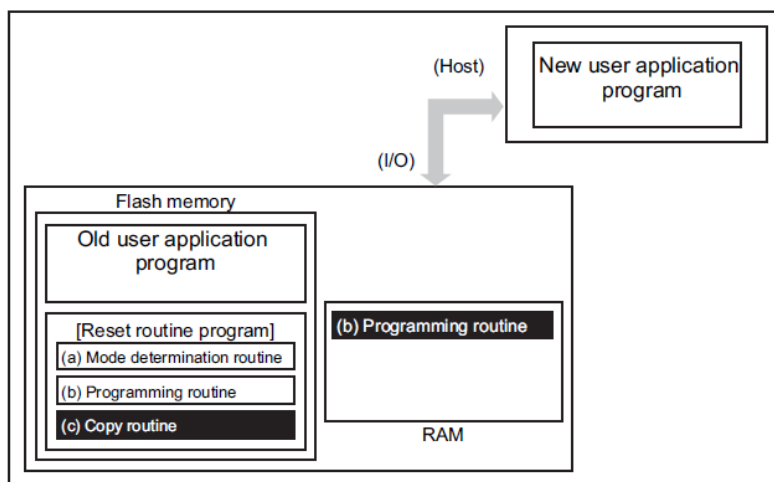 (Host)
New user application
program
(I/O)
Flash memory
Old user application
program
[Reset routine program]
(a) Mode determination routine
(b) Programming routine
(c) Copy routine
(b) Programming routine
RAM